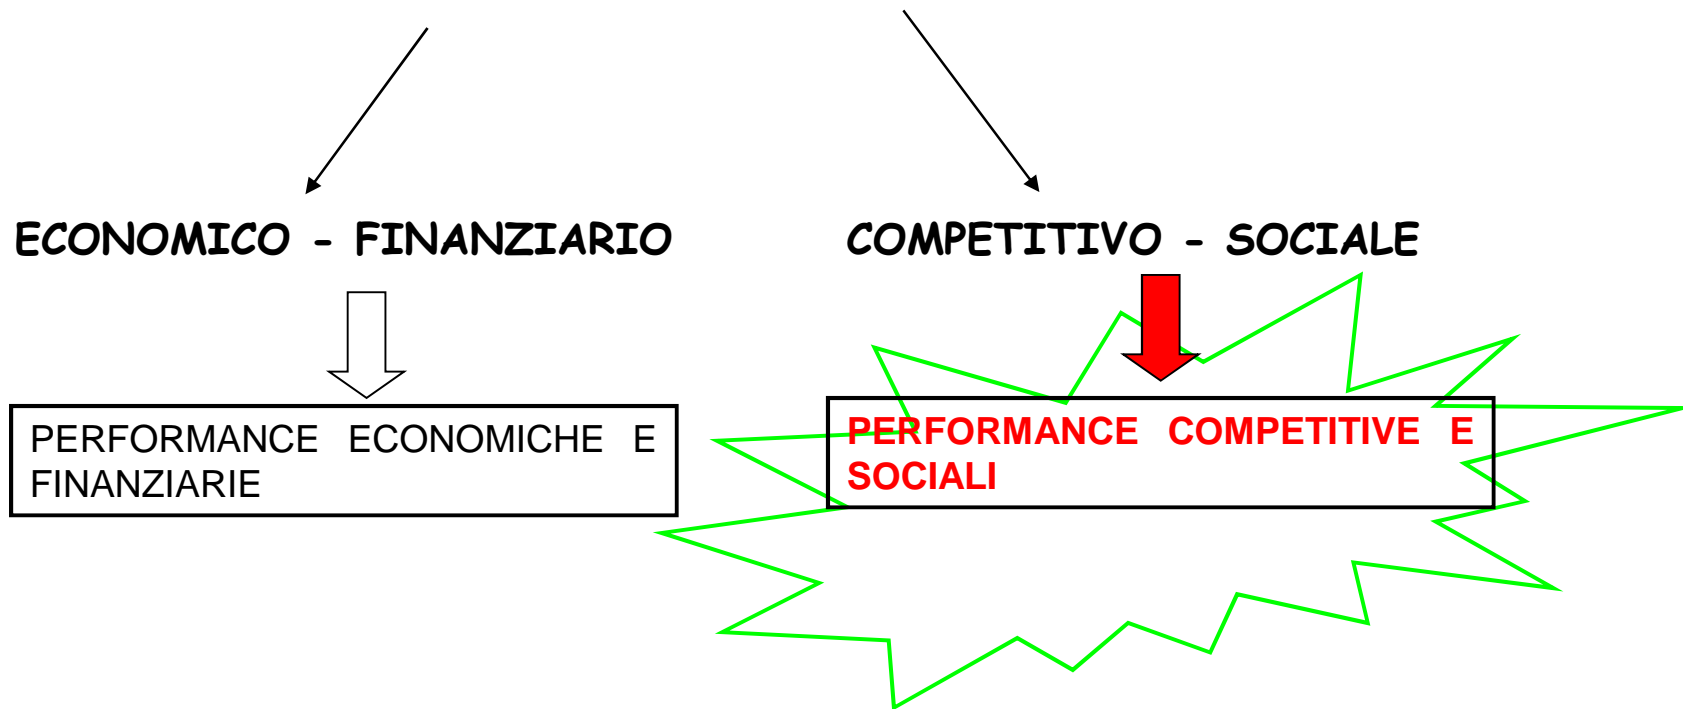 ECONOMICO - FINANZIARIO
COMPETITIVO - SOCIALE
PERFORMANCE ECONOMICHE E
FINANZIARIE
PERFORMANCE COMPETITIVE E
SOCIALI